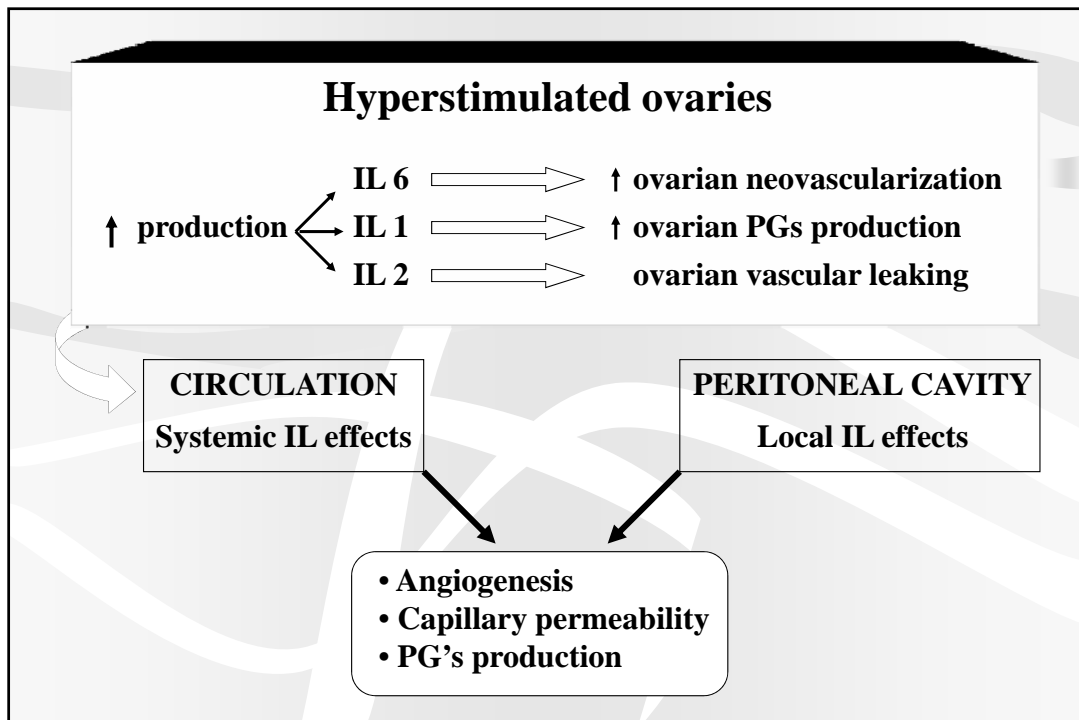 Hyperstimulated ovaries
IL 6 ↑ ovarian neovascularization
↑ production IL 1 ↑ ovarian PGs production
IL 2 ovarian vascular leaking
CIRCULATION
Systemic IL effects
PERITONEAL CAVITY
Local IL effects
• Angiogenesis
• Capillary permeability
• PG’s production